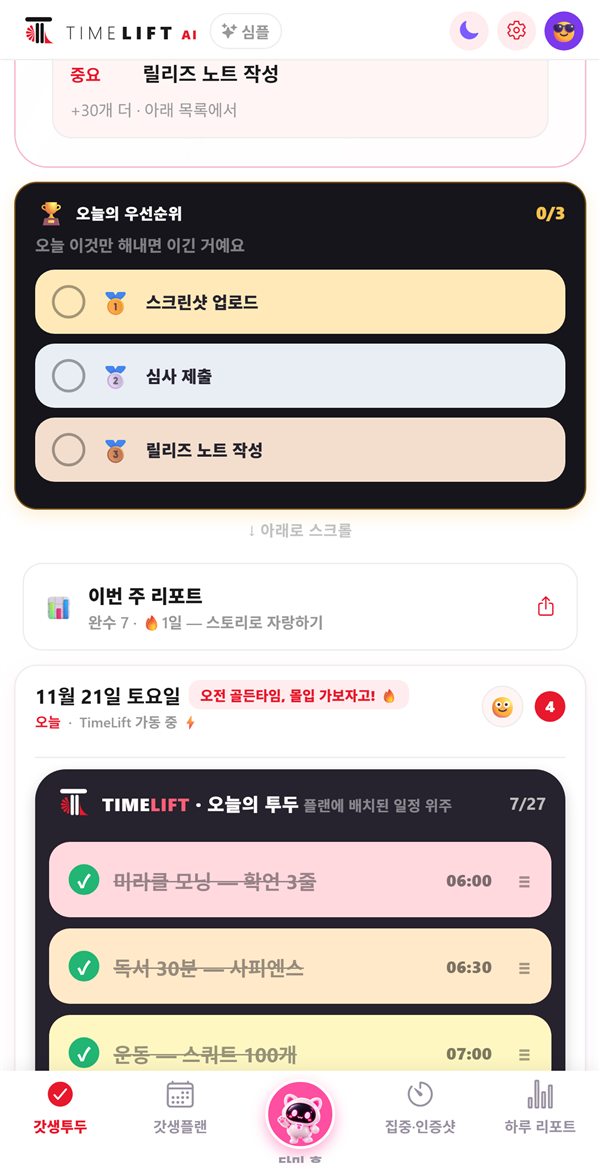 TIMELIFT AI
심플
중요 릴리즈 노트 작성
+30개 더 · 아래 목록에서
오늘의 우선순위 0/3
오늘 이것만 해내면 이긴 거예요
1 스크린샷 업로드
2 심사 제출
3 릴리즈 노트 작성
↓ 아래로 스크롤
이번 주 리포트
완수 7 · 🔥1일 — 스토리로 자랑하기
11월 21일 토요일 오전 골든타임, 몰입 가보자고! 🔥
4
오늘 · TimeLift 가동 중 ⚡
TIMELIFT · 오늘의 투두 플랜에 배치된 일정 위주 7/27
미라클 모닝 — 확언 3줄 06:00
독서 30분 — 사피엔스 06:30
운동 — 스쿼트 100개 07:00
갓생투두
갓생플랜
집중·인증샷
하루 리포트